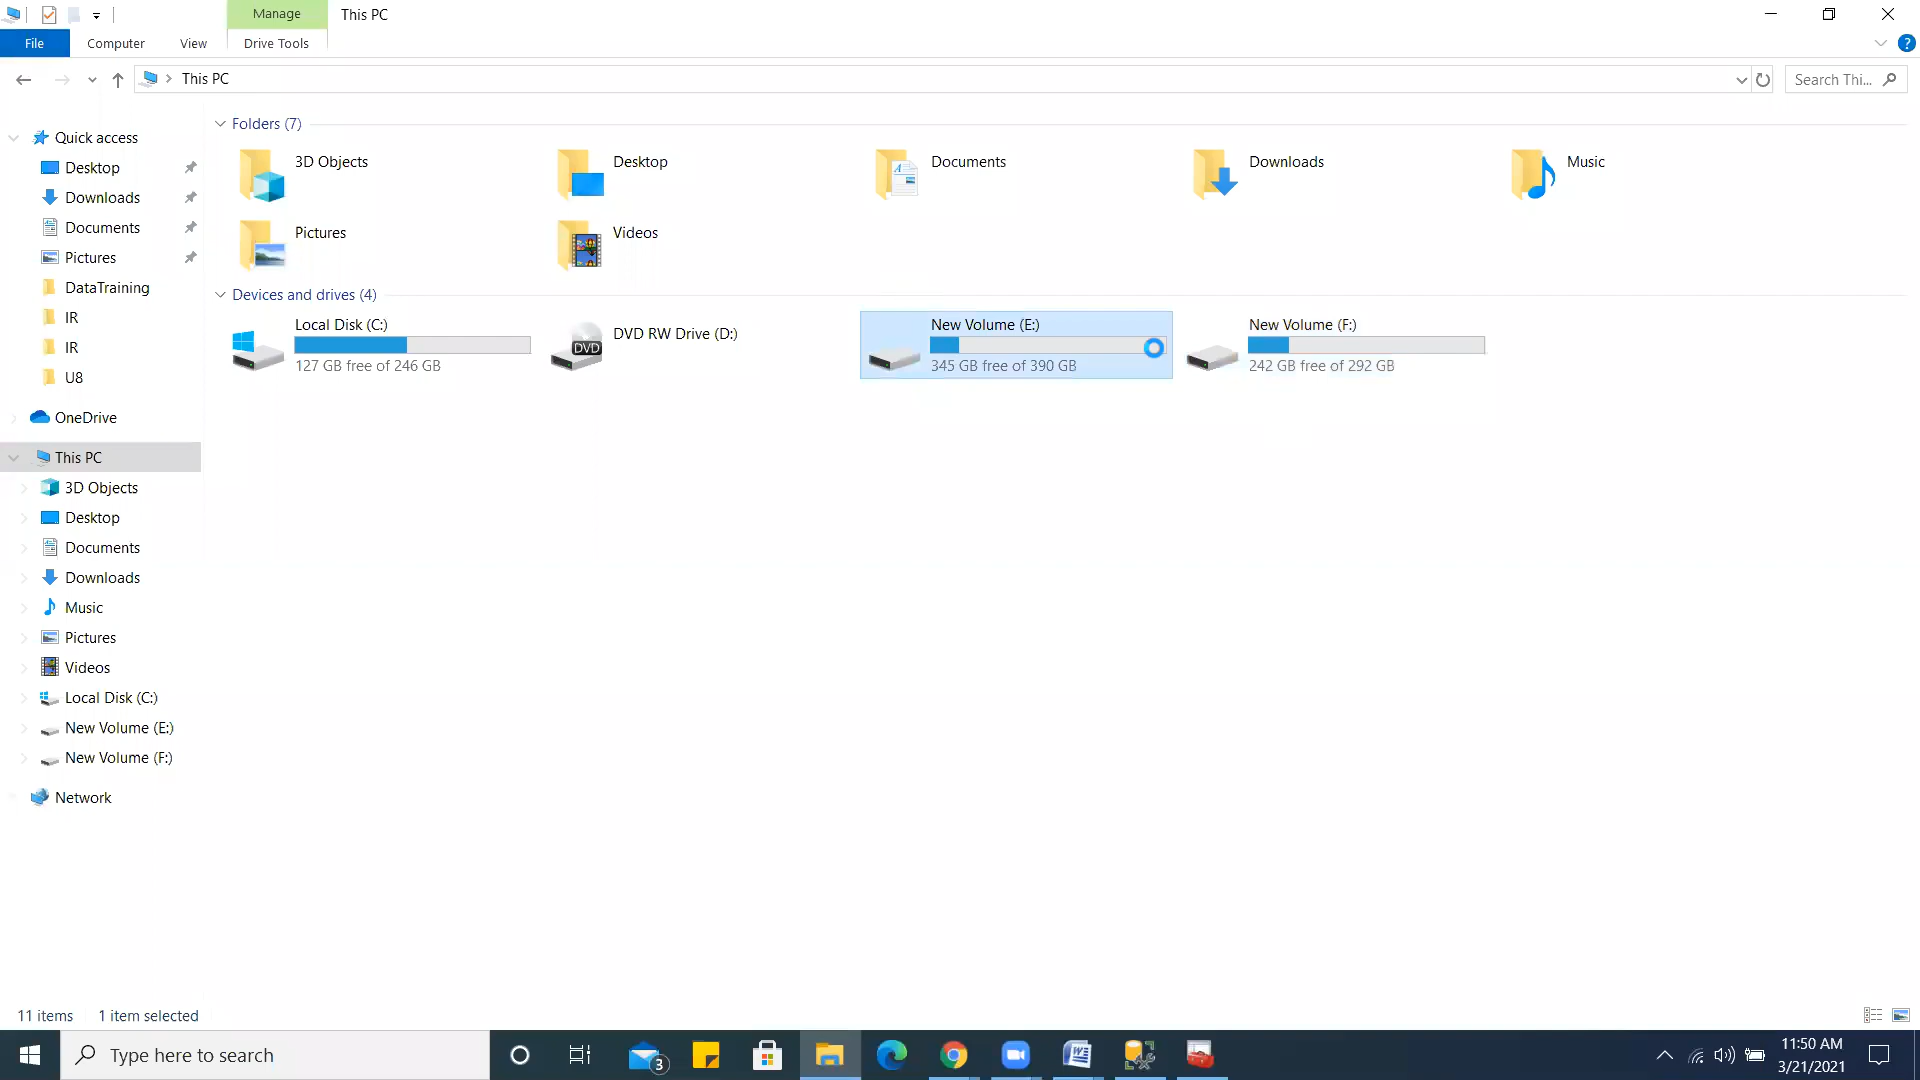 Manage
This PC
File
Computer
View
Drive Tools
This PC
Search Thi...
Quick access
Desktop
Downloads
Documents
Pictures
DataTraining
IR
IR
U8
OneDrive
This PC
3D Objects
Desktop
Documents
Downloads
Music
Pictures
Videos
Local Disk (C:)
New Volume (E:)
New Volume (F:)
Network
Folders (7)
3D Objects
Desktop
Documents
Downloads
Music
Pictures
Videos
Devices and drives (4)
Local Disk (C:)
127 GB free of 246 GB
DVD
DVD RW Drive (D:)
New Volume (E:)
345 GB free of 390 GB
New Volume (F:)
242 GB free of 292 GB
11 items
1 item selected
Type here to search
3
11:50 AM
3/21/2021